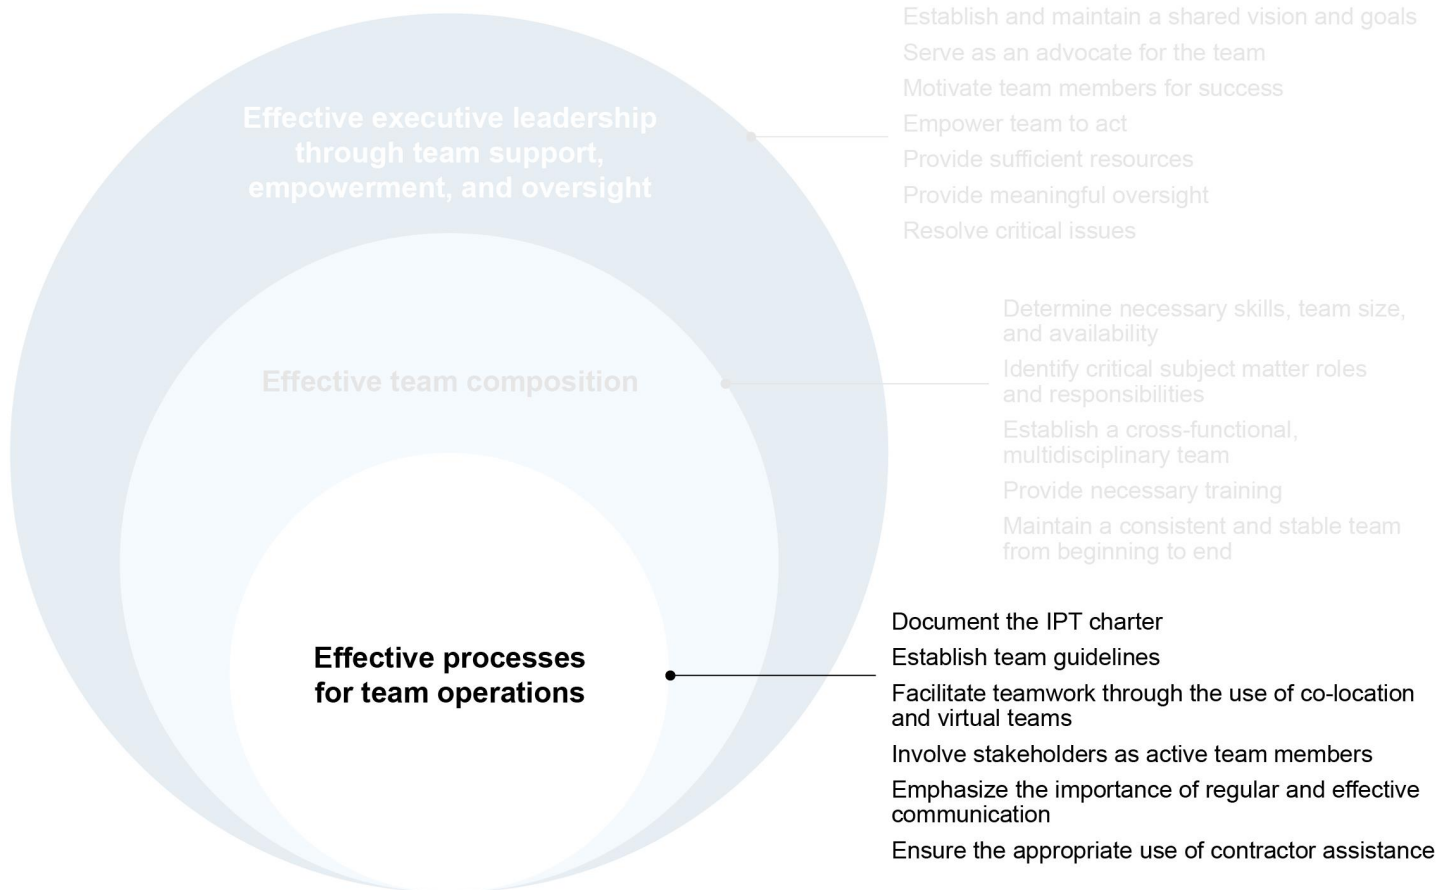 Effective executive leadership
through team support,
empowerment, and oversight
Establish and maintain a shared vision and goals
Serve as an advocate for the team
Motivate team members for success
Empower team to act
Provide sufficient resources
Provide meaningful oversight
Resolve critical issues
Effective team composition
Determine necessary skills, team size,
and availability
Identify critical subject matter roles
and responsibilities
Establish a cross-functional,
multidisciplinary team
Provide necessary training
Maintain a consistent and stable team
from beginning to end
Effective processes
for team operations
Document the IPT charter
Establish team guidelines
Facilitate teamwork through the use of co-location
and virtual teams
Involve stakeholders as active team members
Emphasize the importance of regular and effective
communication
Ensure the appropriate use of contractor assistance